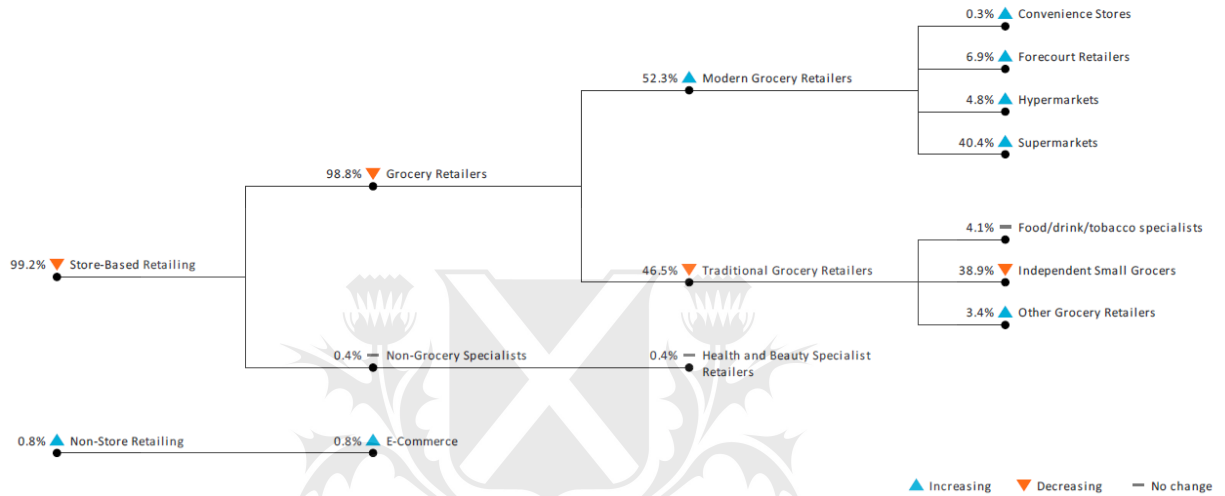 0.3% Convenience Stores
6.9% Forecourt Retailers
52.3% Modern Grocery Retailers
4.8% Hypermarkets
40.4% Supermarkets
98.8% Grocery Retailers
4.1% Food/drink/tobacco specialists
99.2% Store-Based Retailing
46.5% Traditional Grocery Retailers
38.9% Independent Small Grocers
3.4% Other Grocery Retailers
0.4% Non-Grocery Specialists
0.4% Health and Beauty Specialist
Retailers
0.8% Non-Store Retailing
0.8% E-Commerce
Increasing
Decreasing
No change